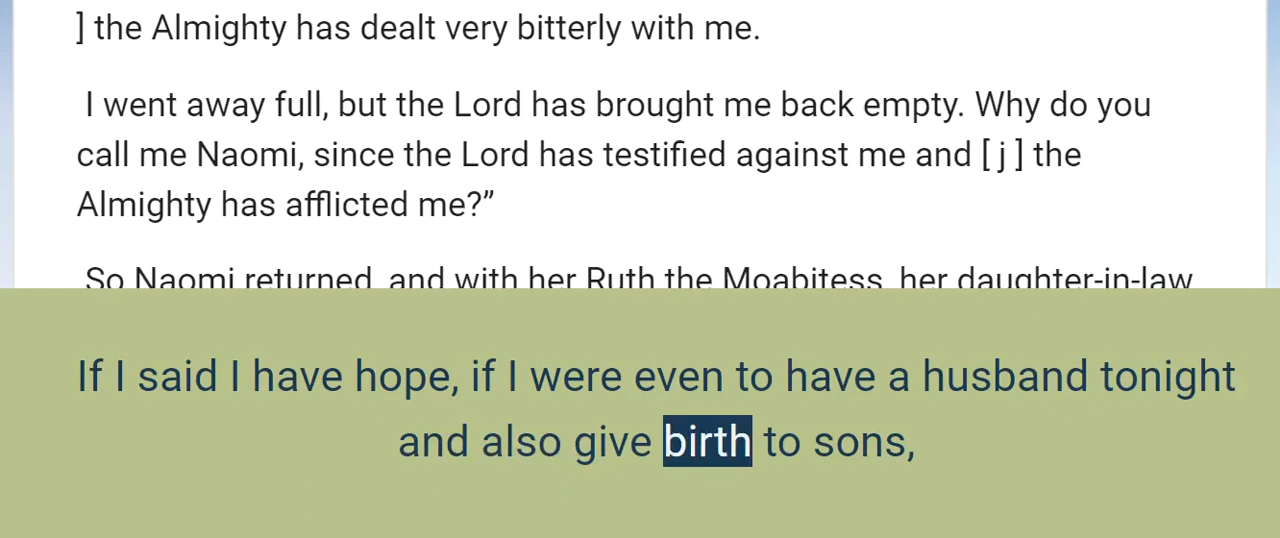 ] the Almighty has dealt very bitterly with me.
I went away full, but the Lord has brought me back empty. Why do you
call me Naomi, since the Lord has testified against me and [ j ] the
Almighty has afflicted me?”
So Naomi returned, and with her Ruth the Moabitess, her daughter-in-law
If I said I have hope, if I were even to have a husband tonight
and also give birth to sons,